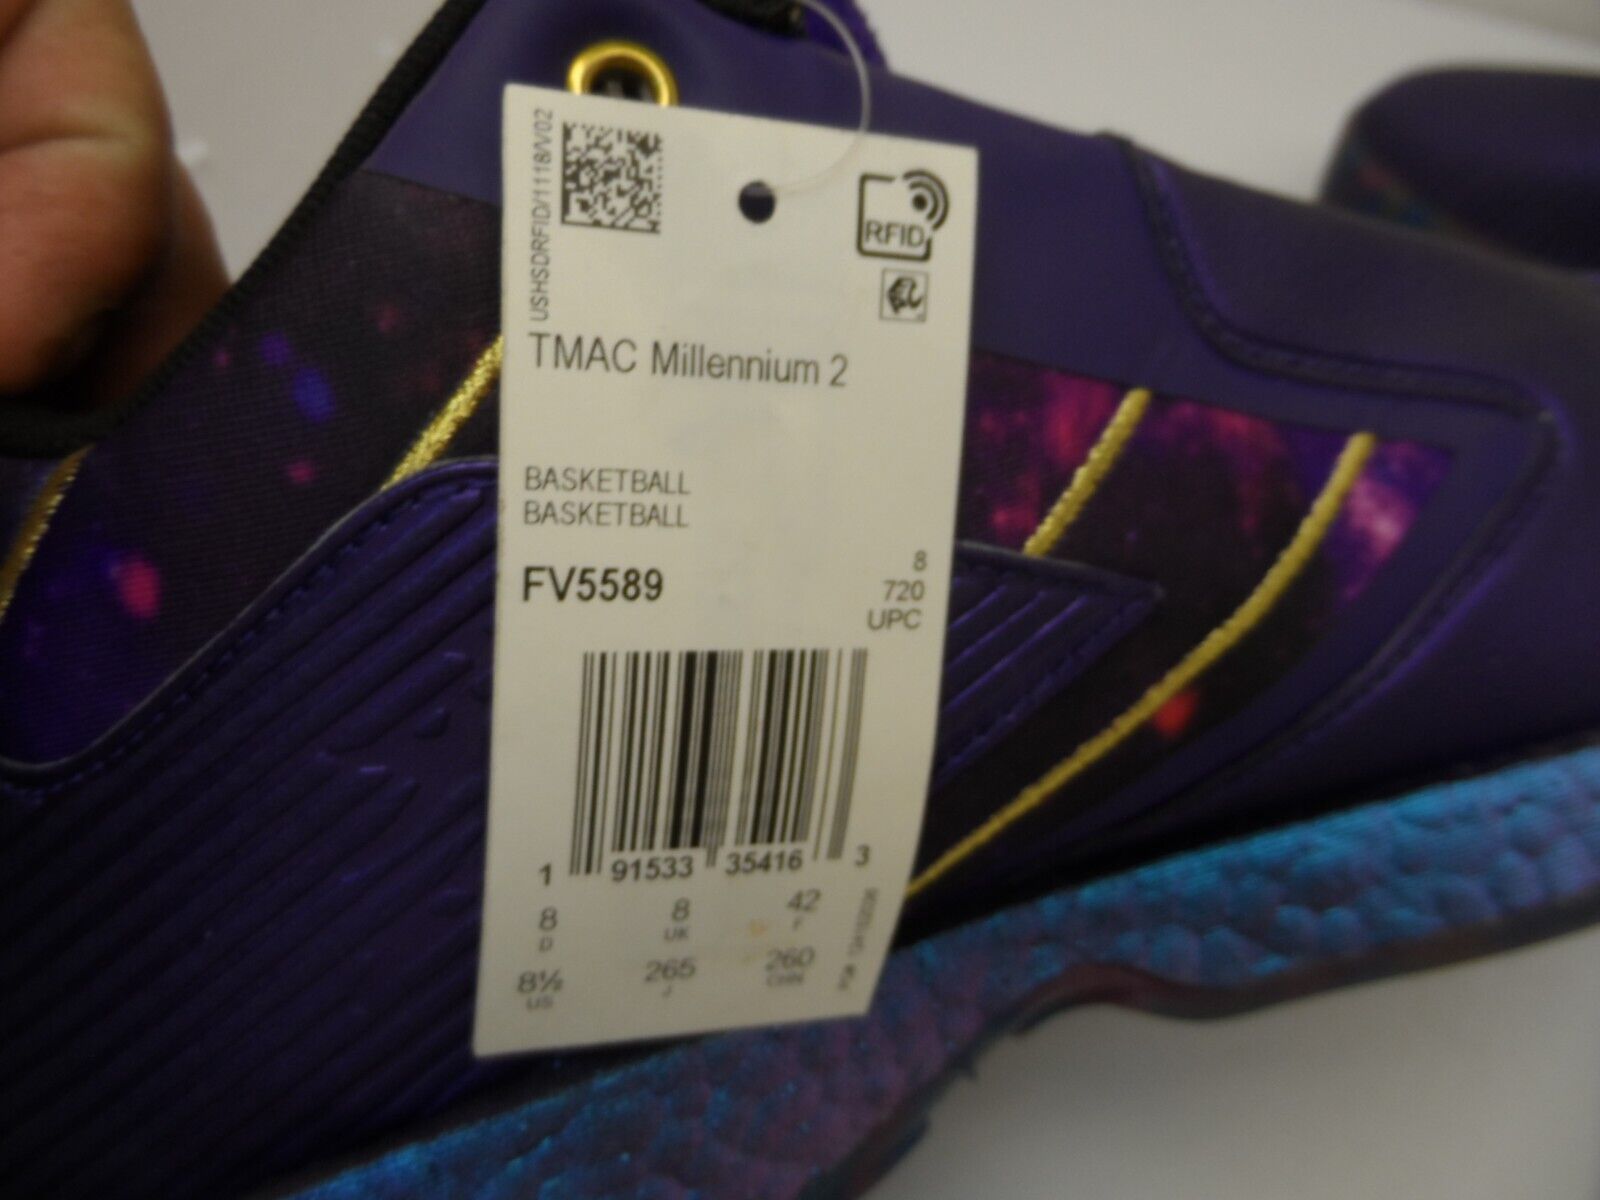 USHSDRFID/1118/V02
RFID
TMAC Millennium 2
BASKETBALL
BASKETBALL
FV5589
8
720
UPC
1 91533 35416 3
8 8 42
D UK F
8½ 265 260
US J CHN